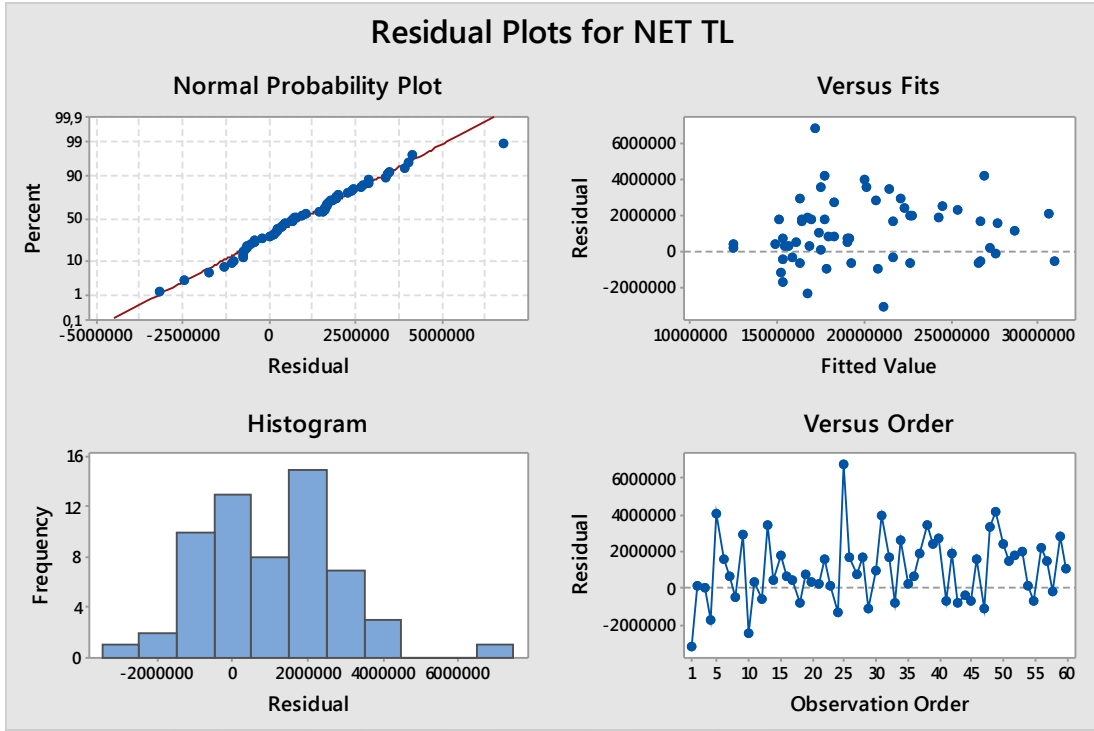 Residual Plots for NET TL
Normal Probability Plot
99,9
99
90
50
10
1
0,1
Percent
-5000000 -2500000 0 2500000 5000000
Residual
Versus Fits
6000000
4000000
2000000
0
-2000000
Residual
10000000 15000000 20000000 25000000 30000000
Fitted Value
Histogram
16
12
8
4
0
Frequency
-2000000 0 2000000 4000000 6000000
Residual
Versus Order
6000000
4000000
2000000
0
-2000000
Residual
1 5 10 15 20 25 30 35 40 45 50 55 60
Observation Order